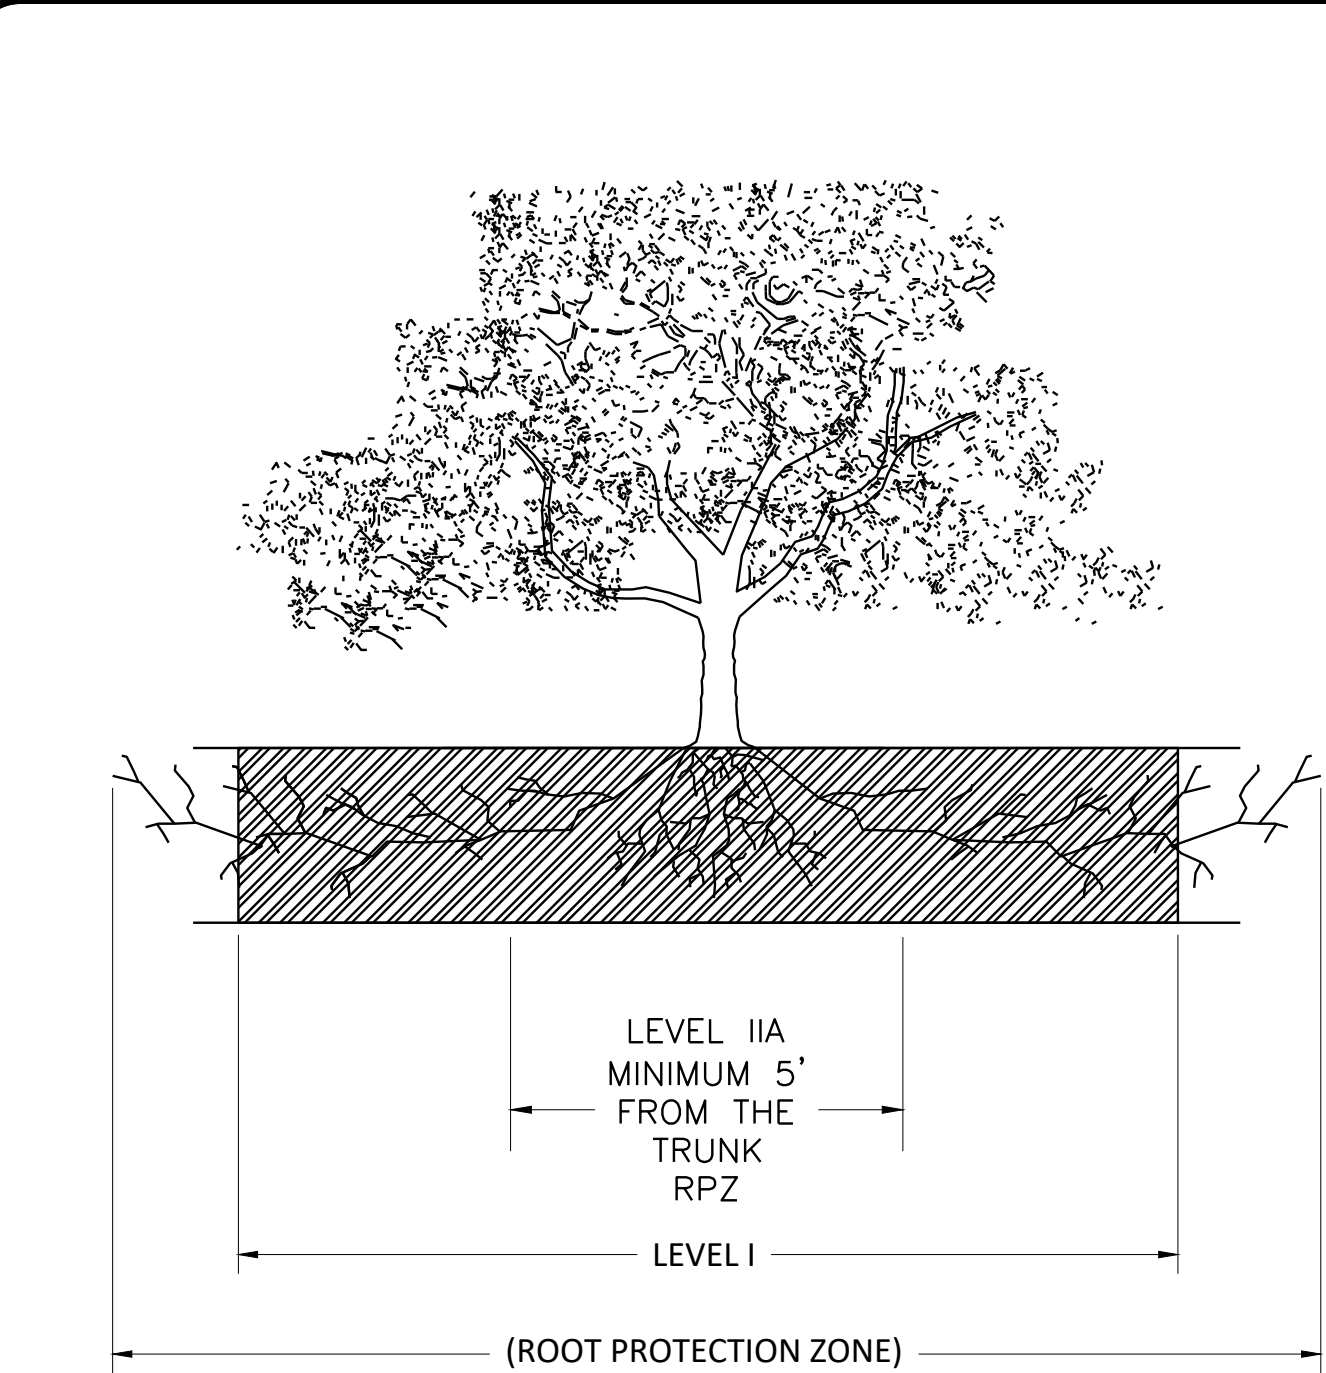 LEVEL IIA
MINIMUM 5'
FROM THE
TRUNK
RPZ
LEVEL I
(ROOT PROTECTION ZONE)